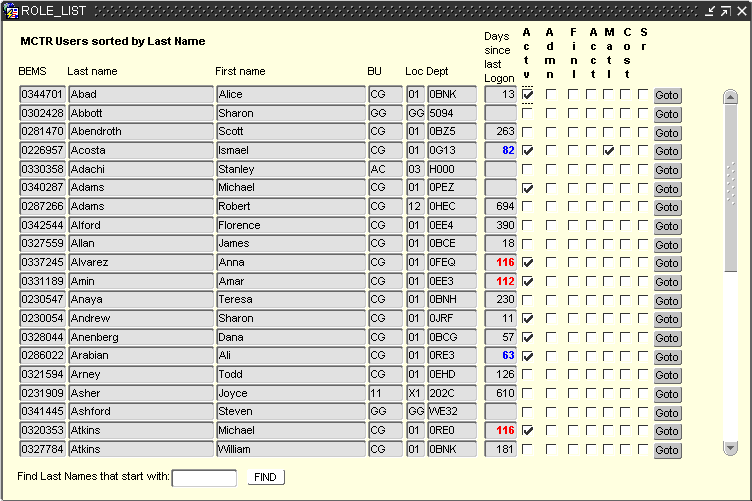 ROLE_LIST
MCTR Users sorted by Last Name
BEMS Last name First name BU Loc Dept Days since last Logon Actv Admn Finl Acct Matl Cost Sr
0344701 Abad Alice CG 01 0BNK 13 Goto
0302428 Abbott Sharon GG GG 5094 Goto
0281470 Abendroth Scott CG 01 0BZ5 263 Goto
0226957 Acosta Ismael CG 01 0G13 82 Goto
0330358 Adachi Stanley AC 03 H000 Goto
0340287 Adams Michael CG 01 0PEZ Goto
0287266 Adams Robert CG 12 0HEC 694 Goto
0342544 Alford Florence CG 01 0EE4 390 Goto
0327559 Allan James CG 01 0BCE 18 Goto
0337245 Alvarez Anna CG 01 0FEQ 116 Goto
0331189 Amin Amar CG 01 0EE3 112 Goto
0230547 Anaya Teresa CG 01 0BNH 230 Goto
0230054 Andrew Sharon CG 01 0JRF 11 Goto
0328044 Anenberg Dana CG 01 0BCG 57 Goto
0286022 Arabian Ali CG 01 0RE3 63 Goto
0321594 Arney Todd CG 01 0EHD 126 Goto
0231909 Asher Joyce 11 X1 202C 610 Goto
0341445 Ashford Steven GG GG WE32 Goto
0320353 Atkins Michael CG 01 0RE0 116 Goto
0327784 Atkins William CG 01 0BNK 181 Goto
Find Last Names that start with: FIND